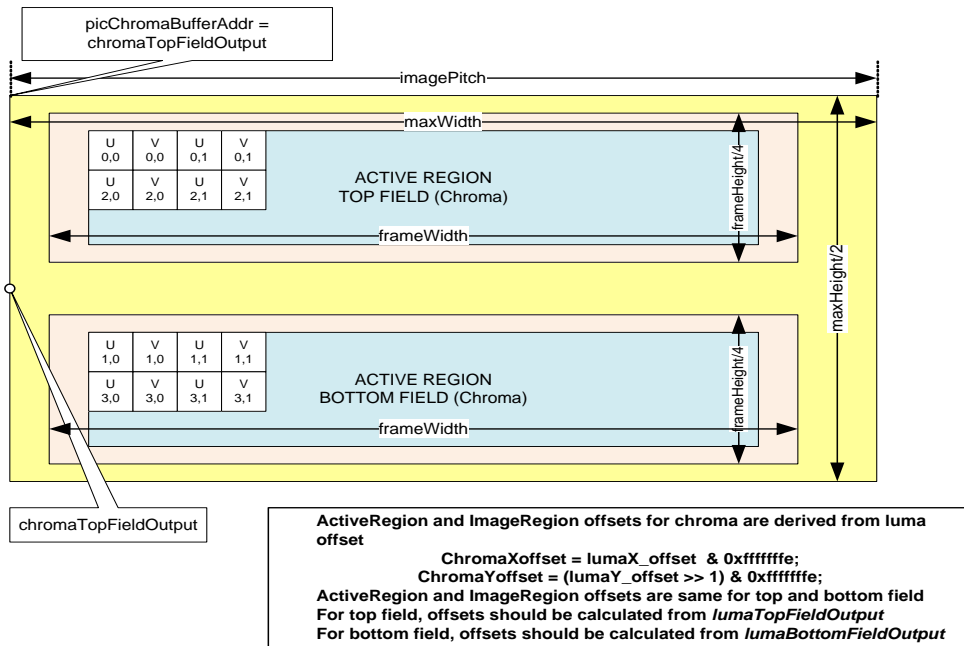 picChromaBufferAddr =
chromaTopFieldOutput
imagePitch
maxWidth
U V U V
0,0 0,0 0,1 0,1
U V U V
2,0 2,0 2,1 2,1
ACTIVE REGION
TOP FIELD (Chroma)
frameWidth
frameHeight/4
maxHeight/2
U V U V
1,0 1,0 1,1 1,1
U V U V
3,0 3,0 3,1 3,1
ACTIVE REGION
BOTTOM FIELD (Chroma)
frameWidth
frameHeight/4
chromaTopFieldOutput
ActiveRegion and ImageRegion offsets for chroma are derived from luma
offset
ChromaXoffset = lumaX_offset & 0xfffffffe;
ChromaYoffset = (lumaY_offset >> 1) & 0xfffffffe;
ActiveRegion and ImageRegion offsets are same for top and bottom field
For top field, offsets should be calculated from lumaTopFieldOutput
For bottom field, offsets should be calculated from lumaBottomFieldOutput